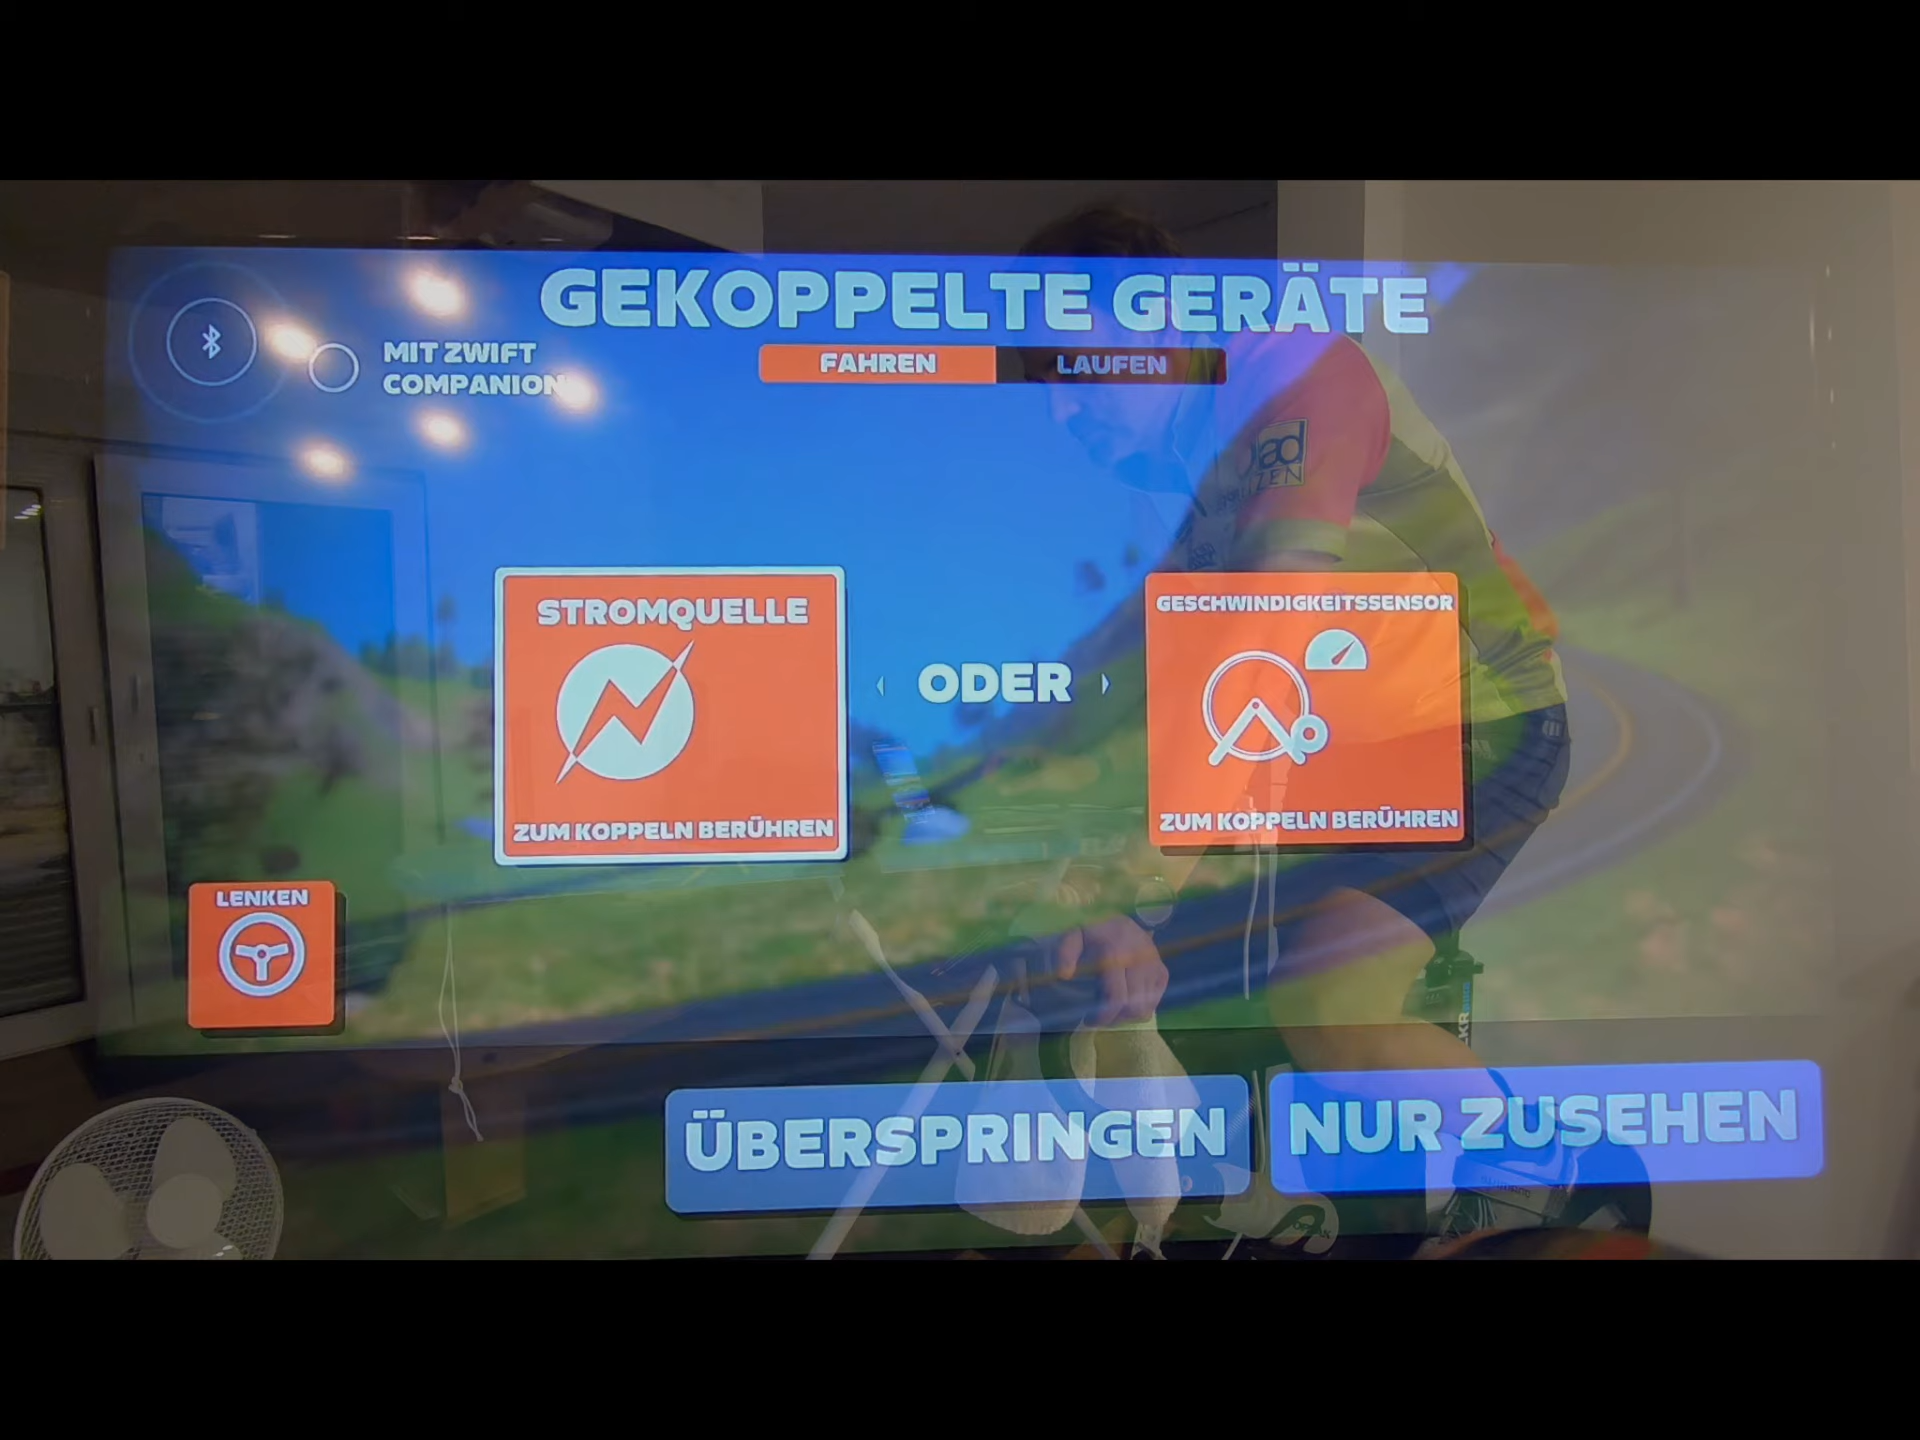 GEKOPPELTE GERÄTE
MIT ZWIFT
COMPANION
FAHREN
LAUFEN
STROMQUELLE
ZUM KOPPELN BERÜHREN
ODER
GESCHWINDIGKEITSSENSOR
ZUM KOPPELN BERÜHREN
LENKEN
ÜBERSPRINGEN
NUR ZUSEHEN